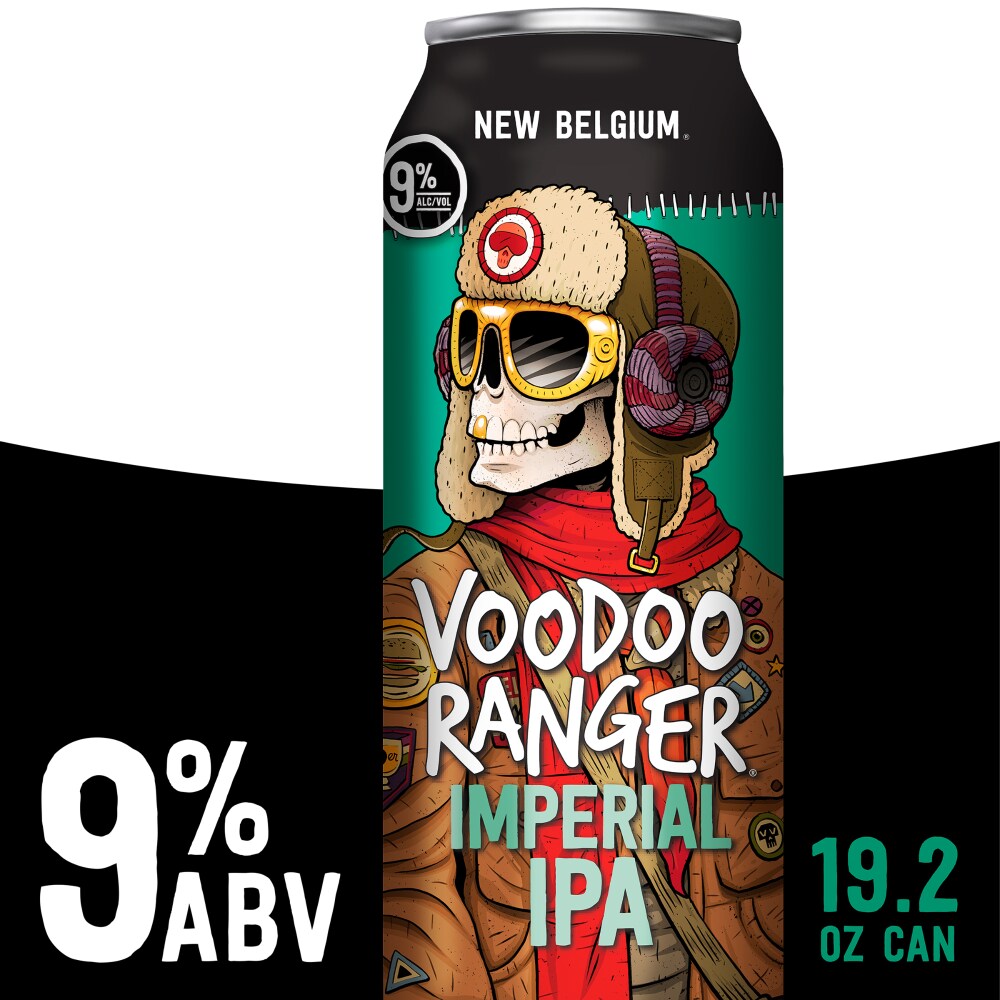 NEW BELGIUM®
9%
ALC/VOL
VOODOO
RANGER®
IMPERIAL
IPA
9%
ABV
19.2
OZ CAN